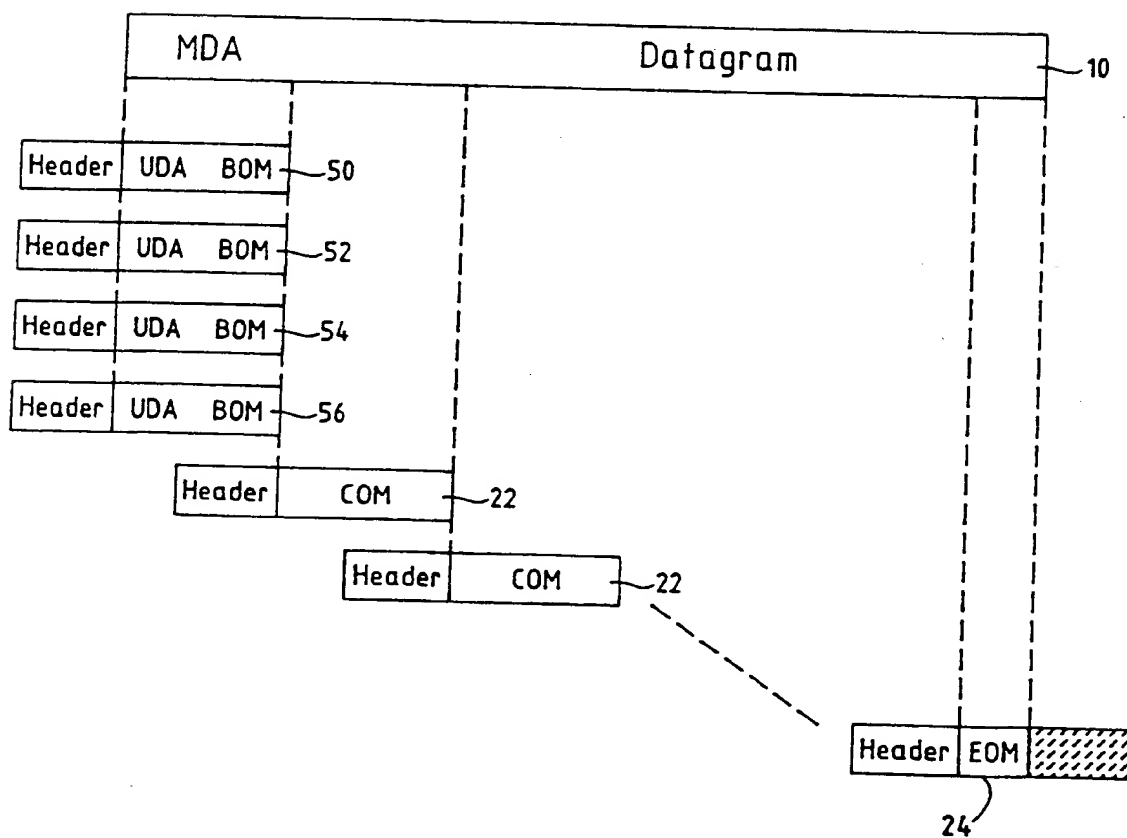 MDA Datagram 10
Header UDA BOM 50
Header UDA BOM 52
Header UDA BOM 54
Header UDA BOM 56
Header COM 22
Header COM 22
Header EOM
24